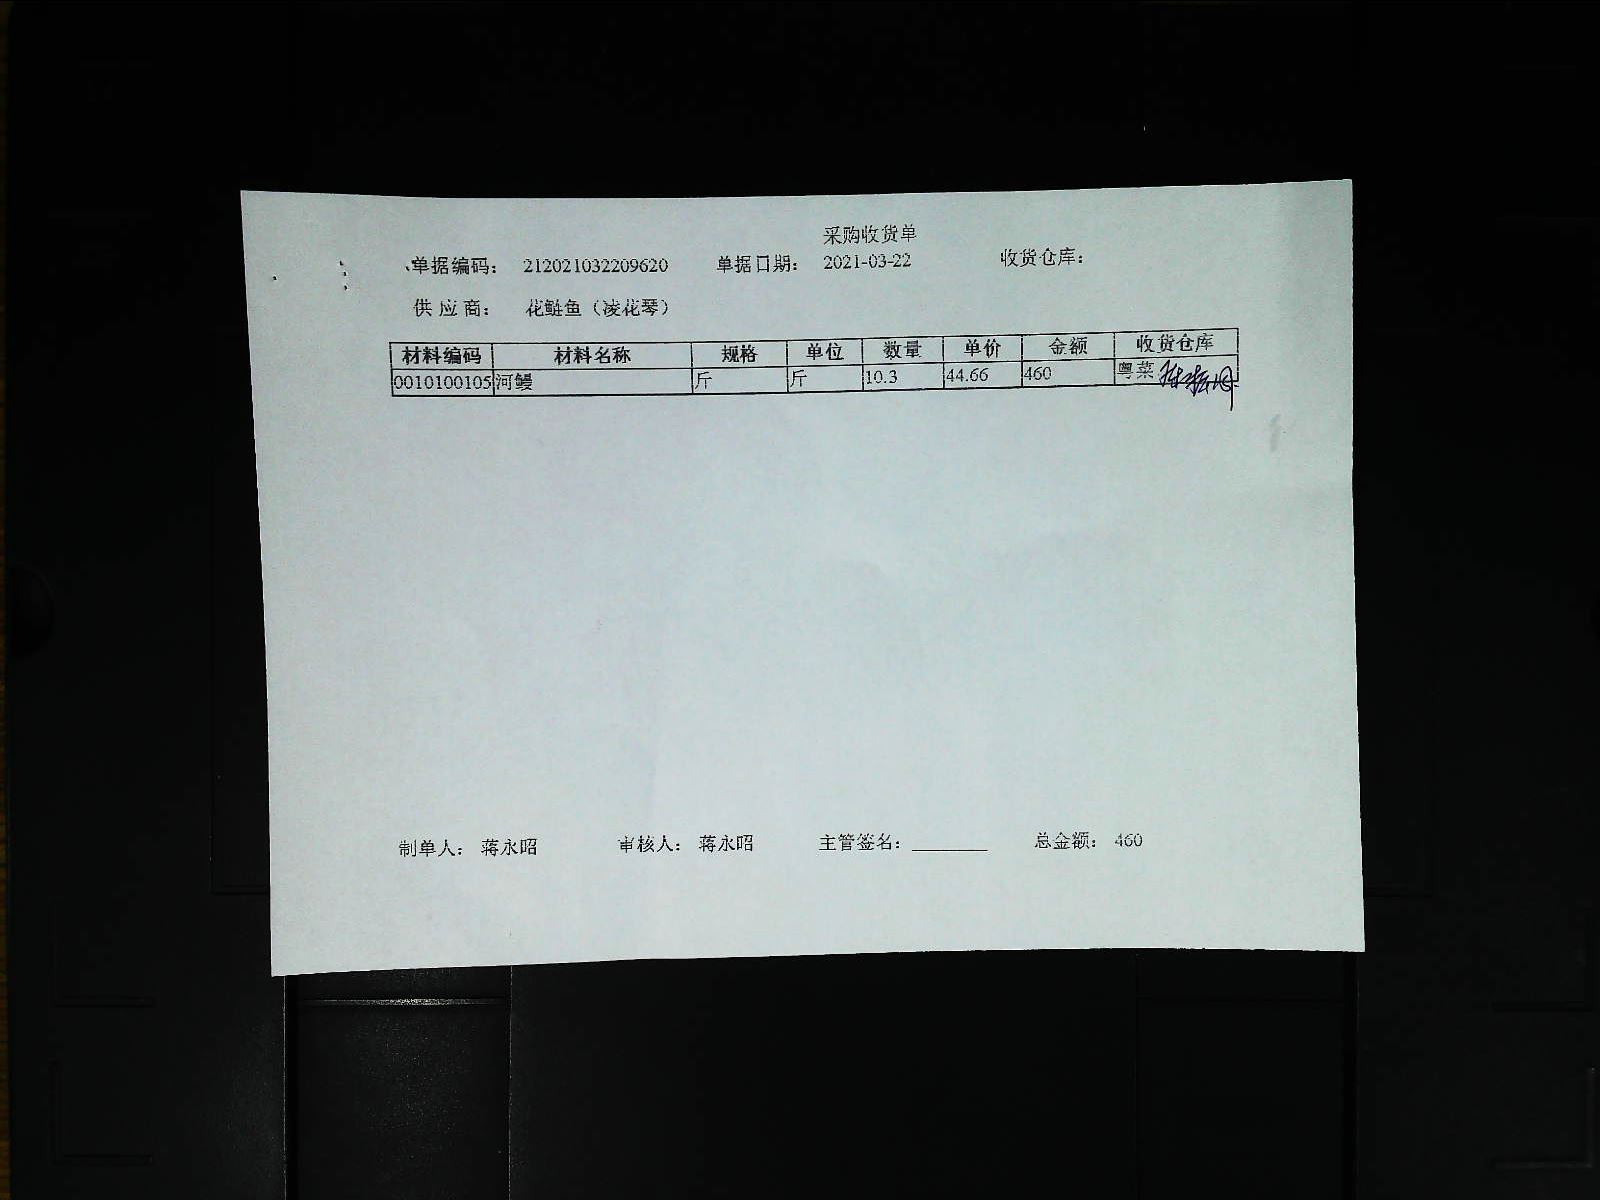 采购收货单
单据编码： 212021032209620 单据日期： 2021-03-22 收货仓库：
供应商： 花鲢鱼（凌花琴）
材料编码 材料名称 规格 单位 数量 单价 金额 收货仓库
0010100105 河鳗 斤 斤 10.3 44.66 460 粤菜
制单人： 蒋永昭 审核人： 蒋永昭 主管签名： 总金额： 460